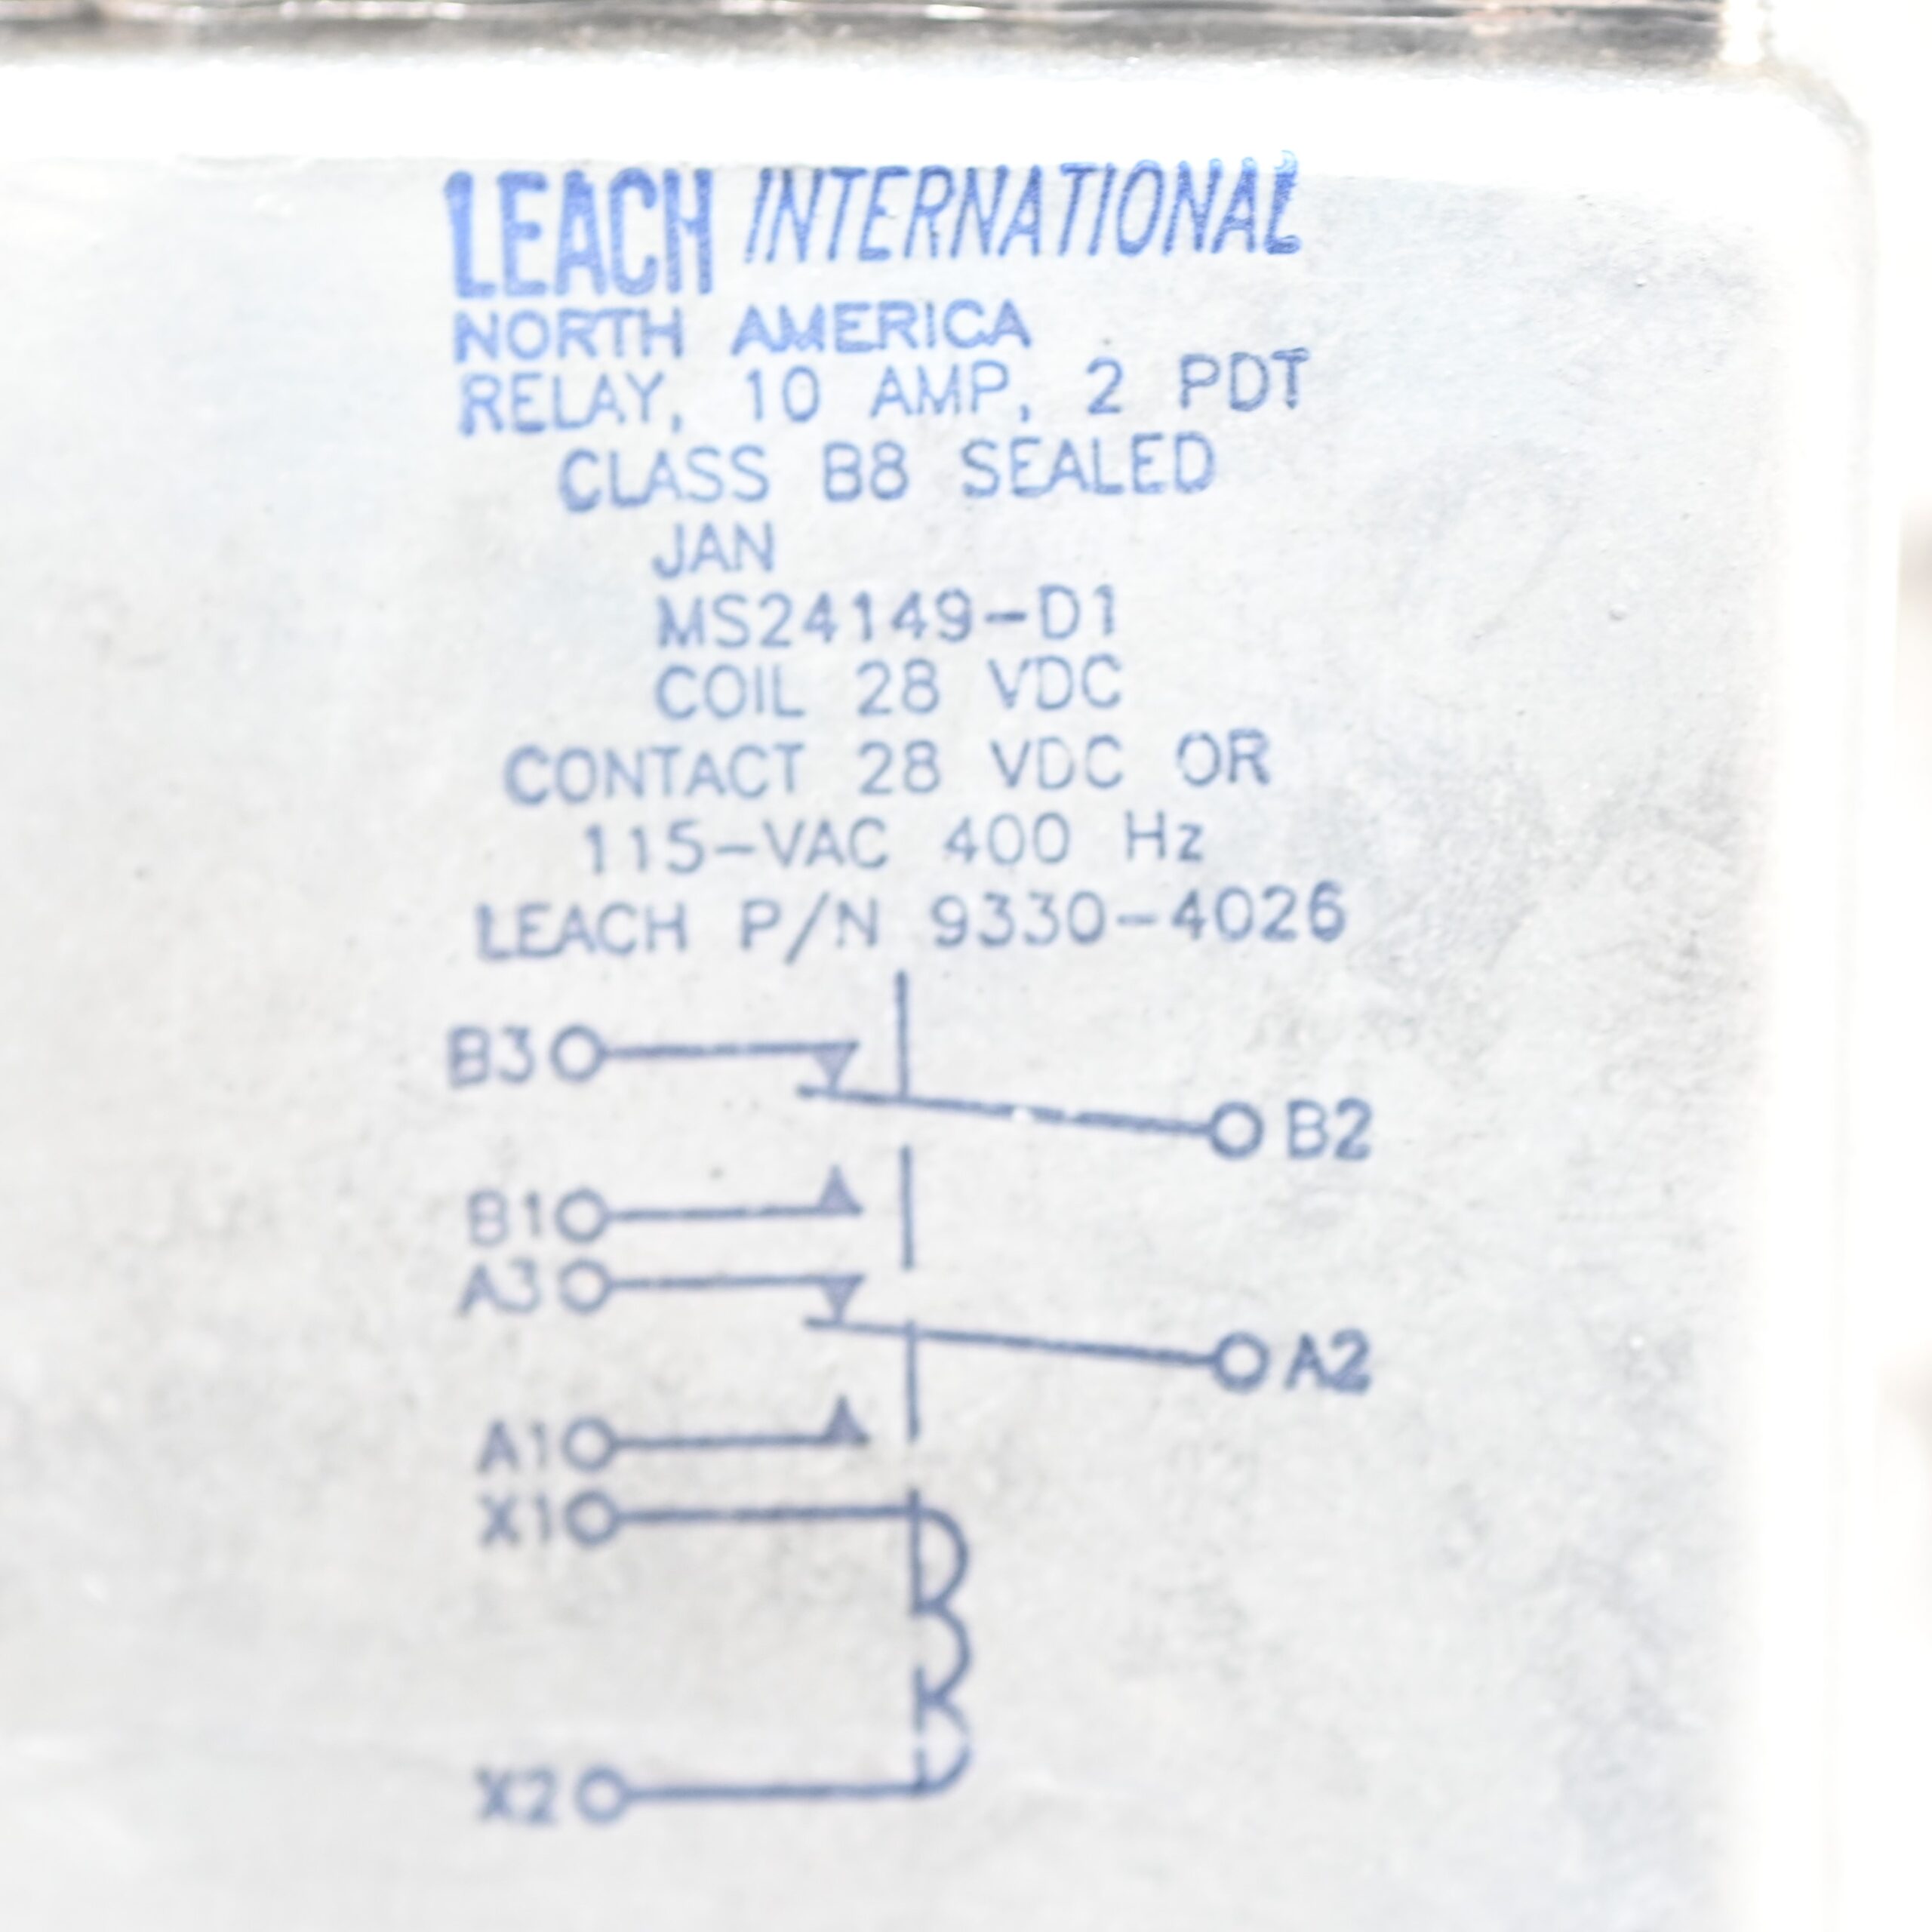 LEACH INTERNATIONAL
NORTH AMERICA
RELAY, 10 AMP, 2 PDT
CLASS B8 SEALED
JAN
MS24149-D1
COIL 28 VDC
CONTACT 28 VDC OR
115-VAC 400 Hz
LEACH P/N 9330-4026
B3
B2
B1
A3
A2
A1
X1
X2